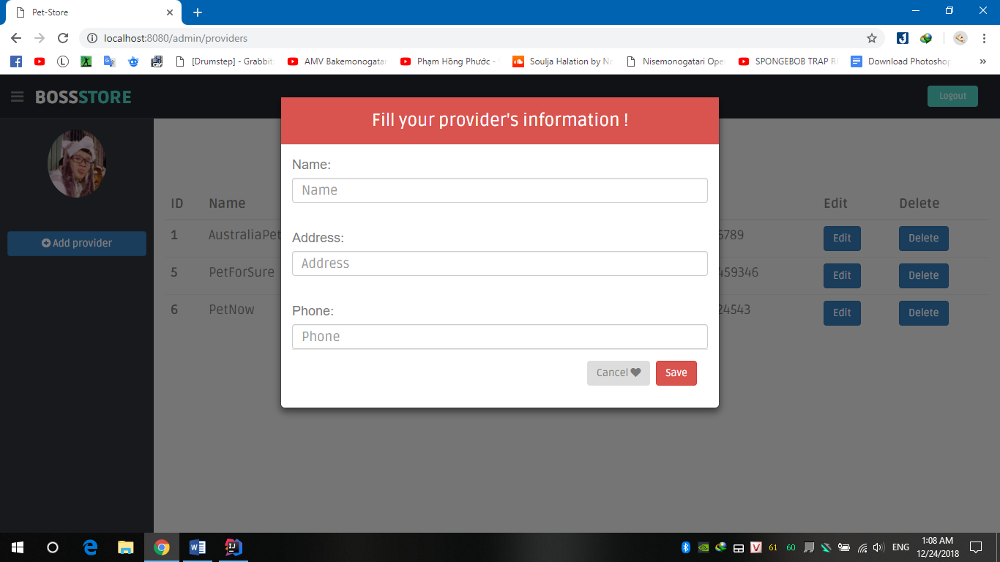 Pet-Store
localhost:8080/admin/providers
[Drumstep] - Grabbit
AMV Bakemonogatar
Phạm Hồng Phước -
Soulja Halation by No
Nisemonogatari Ope
SPONGEBOB TRAP RE
Download Photoshop
BOSSSTORE
Logout
Fill your provider's information !
Name:
Name
Address:
Address
Phone:
Phone
Cancel
Save
Add provider
ID Name Edit Delete
1 AustraliaPet 6789 Edit Delete
5 PetForSure 459346 Edit Delete
6 PetNow 24543 Edit Delete
61 60 ENG 1:08 AM
12/24/2018